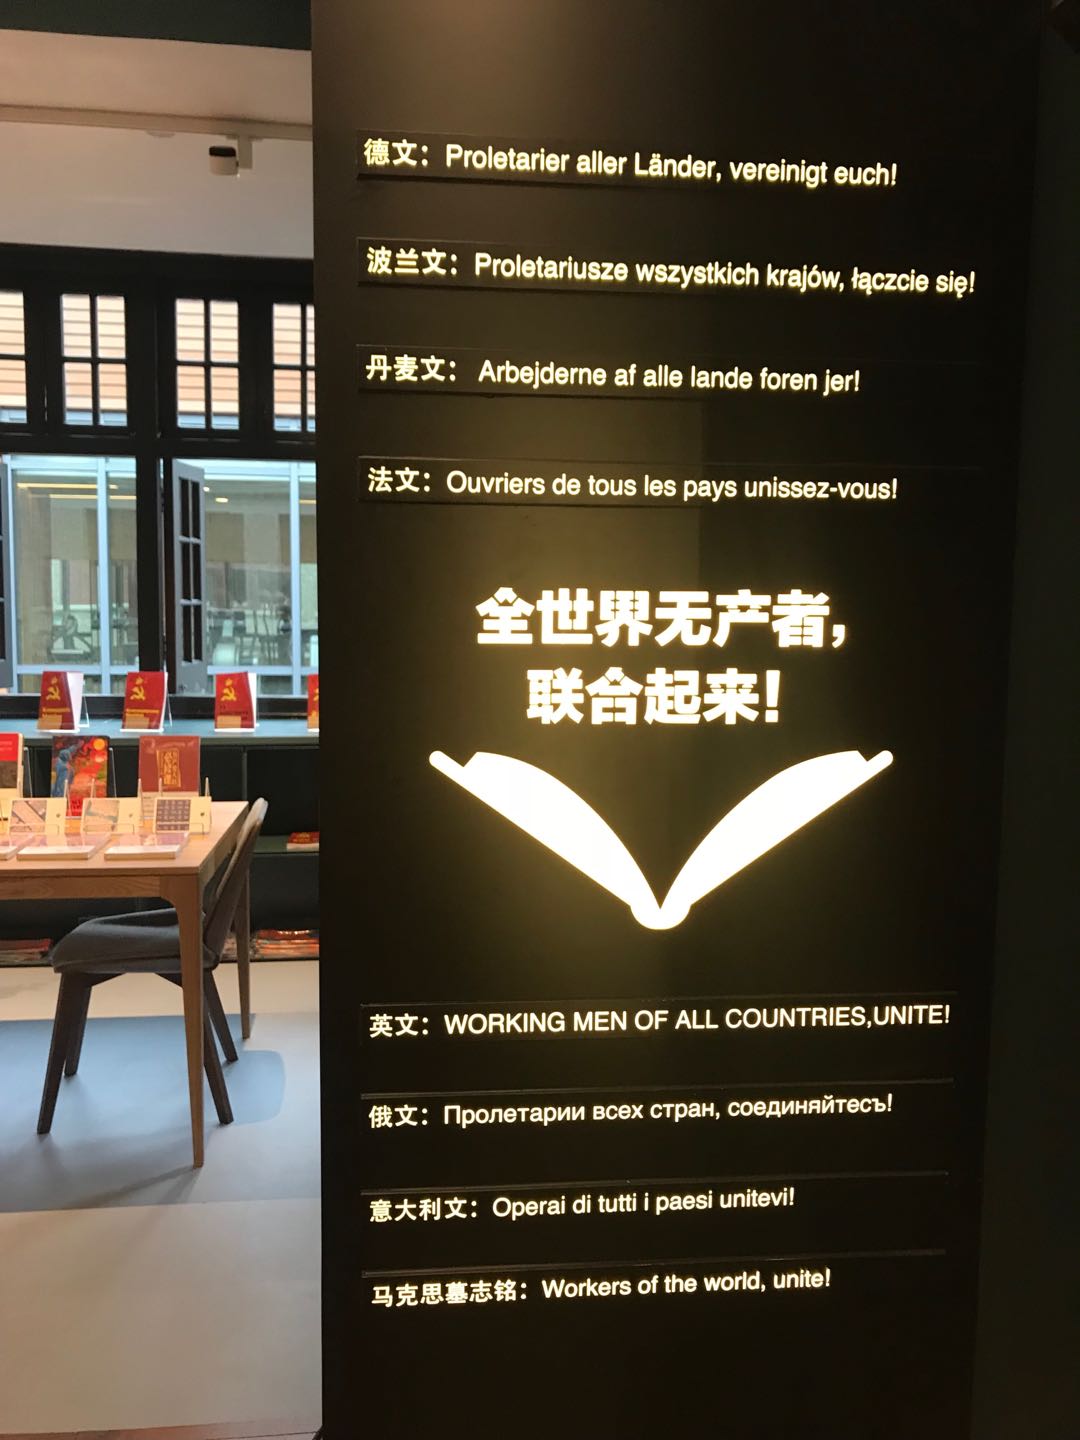 德文：Proletarier aller Länder, vereinigt euch!
波兰文：Proletariusze wszystkich krajów, łączcie się!
丹麦文：Arbejderne af alle lande foren jer!
法文：Ouvriers de tous les pays unissez-vous!
全世界无产者，
联合起来！
英文：WORKING MEN OF ALL COUNTRIES,UNITE!
俄文：Пролетарии всех стран, соединяйтесъ!
意大利文：Operai di tutti i paesi unitevi!
马克思墓志铭：Workers of the world, unite!